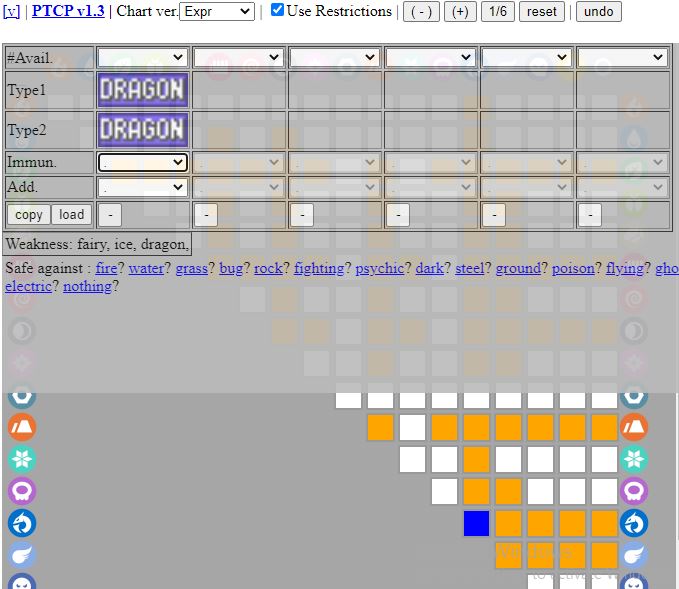 [v] | PTCP v1.3 | Chart ver. Expr | Use Restrictions | ( - ) (+) 1/6 reset | undo
#Avail.
Type1 DRAGON
Type2 DRAGON
Immun. . . . . . .
Add. . . . . . .
copy load - - - - - -
Weakness: fairy, ice, dragon,
Safe against : fire? water? grass? bug? rock? fighting? psychic? dark? steel? ground? poison? flying? gho
electric? nothing?